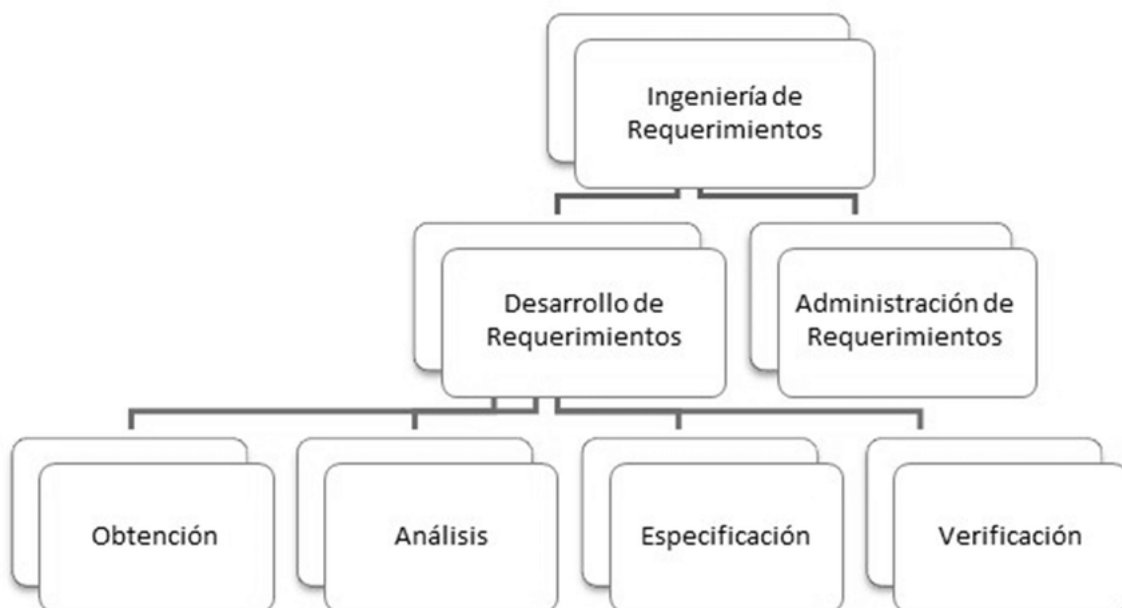 Ingeniería de
Requerimientos
Desarrollo de
Requerimientos
Administración de
Requerimientos
Obtención
Análisis
Especificación
Verificación